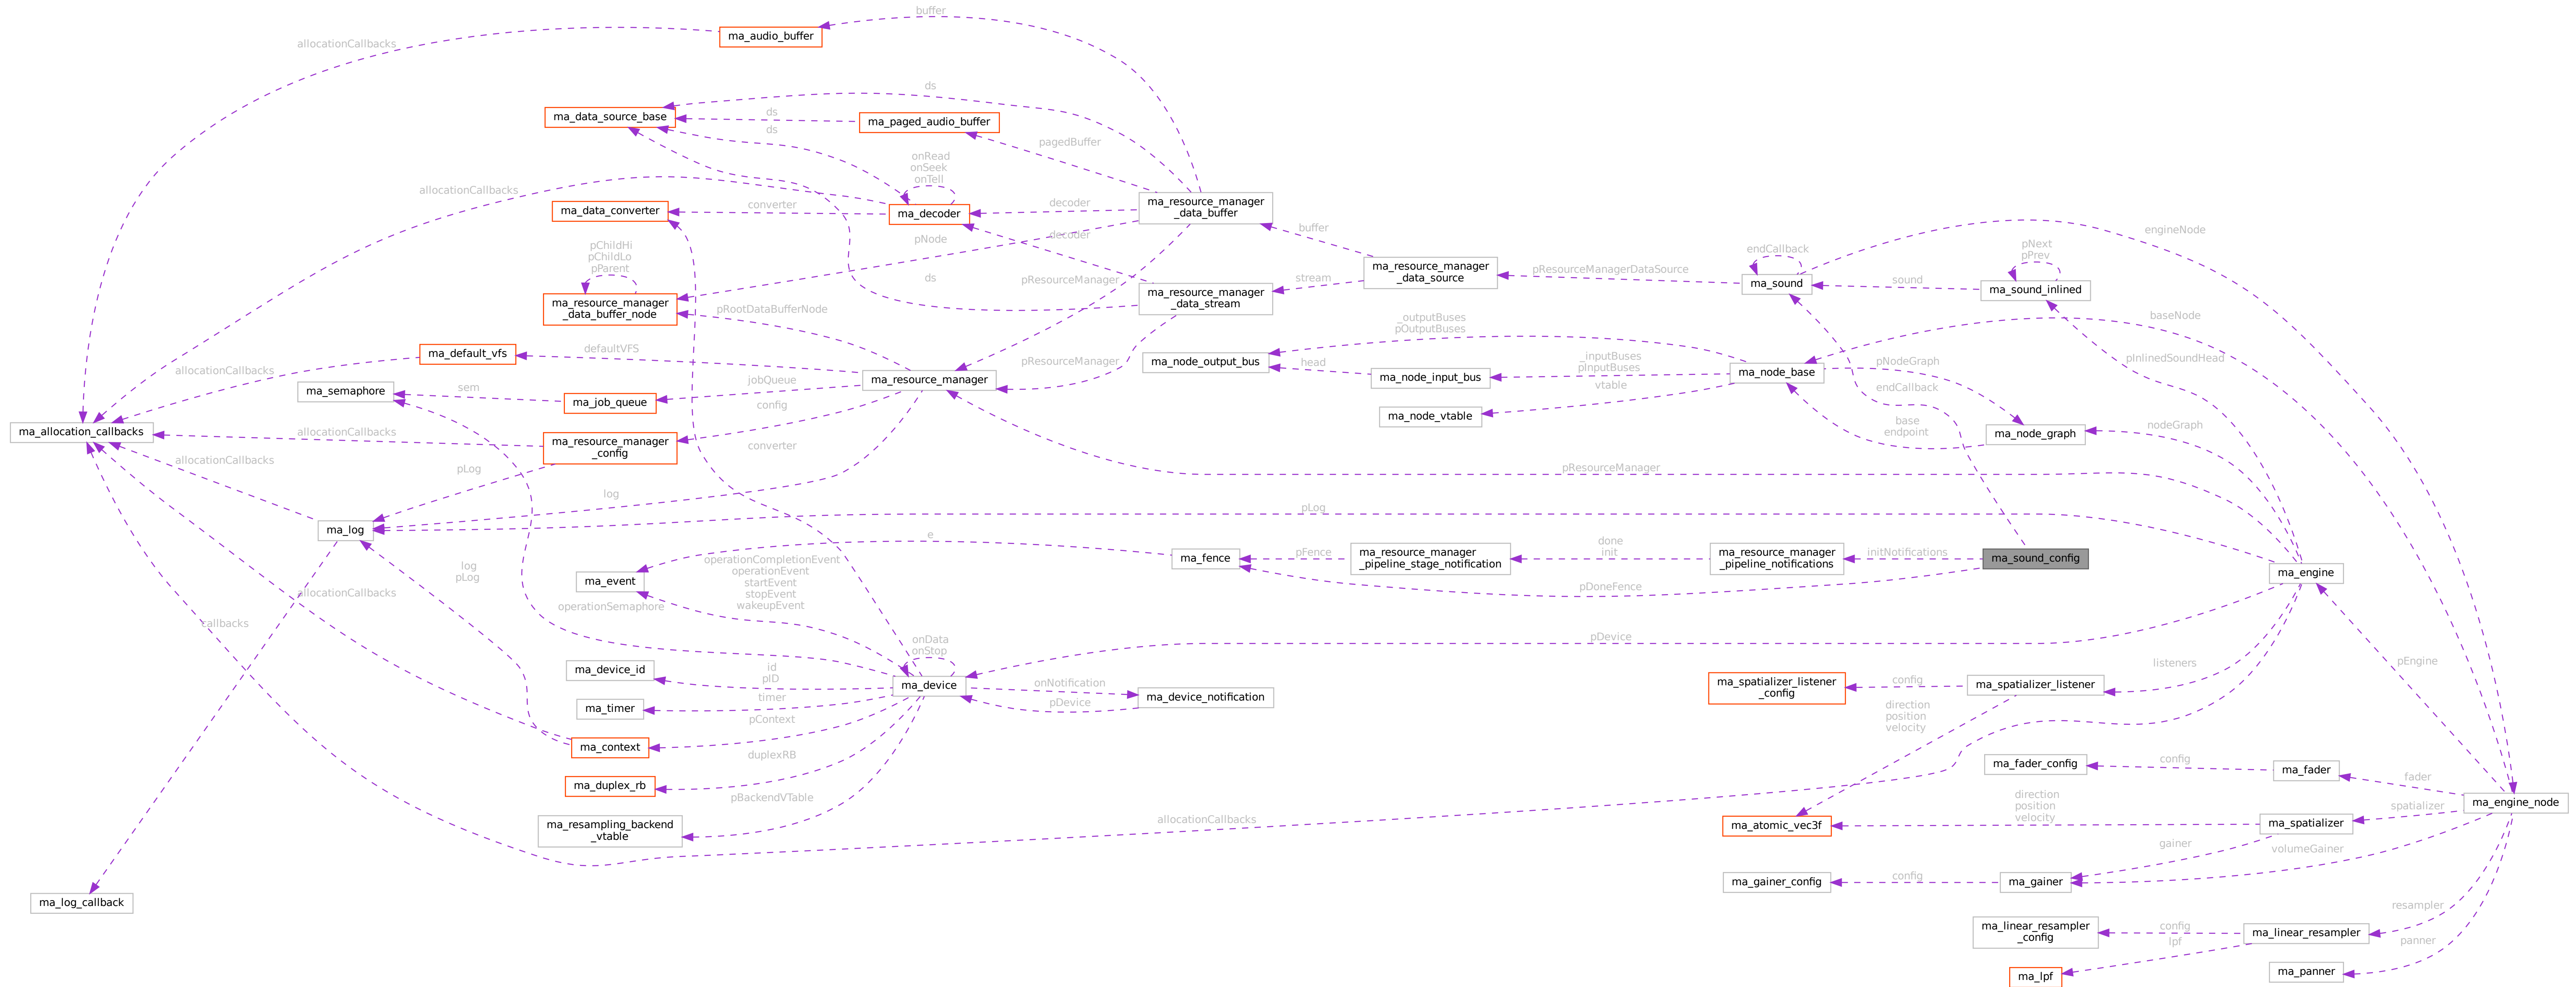 buffer
allocationCallbacks
ma_audio_buffer
ds
ma_data_source_base
ds
ma_paged_audio_buffer
ds
pagedBuffer
onRead
onSeek
onTell
allocationCallbacks
ma_data_converter
converter
ma_decoder
decoder
ma_resource_manager
_data_buffer
pNode
decoder
buffer
engineNode
pChildHi
pChildLo
pParent
endCallback
pNext
pPrev
ma_resource_manager
_data_source
pResourceManagerDataSource
ma_sound
sound
ma_sound_inlined
ds
pResourceManager
stream
ma_resource_manager
_data_buffer_node
pRootDataBufferNode
ma_resource_manager
_data_stream
_outputBuses
pOutputBuses
baseNode
ma_default_vfs
defaultVFS
allocationCallbacks
pResourceManager
ma_node_output_bus
head
_inputBuses
pInputBuses
pNodeGraph
pInlinedSoundHead
ma_semaphore
sem
jobQueue
ma_resource_manager
ma_node_input_bus
ma_node_base
vtable
endCallback
ma_job_queue
config
ma_node_vtable
base
endpoint
ma_node_graph
nodeGraph
ma_allocation_callbacks
allocationCallbacks
ma_resource_manager
_config
converter
allocationCallbacks
pLog
pResourceManager
log
pLog
ma_log
e
ma_fence
pFence
ma_resource_manager
_pipeline_stage_notification
done
init
ma_resource_manager
_pipeline_notifications
initNotifications
ma_sound_config
pDoneFence
log
pLog
allocationCallbacks
ma_event
operationCompletionEvent
operationEvent
startEvent
stopEvent
wakeupEvent
ma_engine
operationSemaphore
callbacks
onData
onStop
pDevice
ma_device_id
id
pID
ma_device
onNotification
ma_device_notification
pDevice
ma_timer
timer
pContext
ma_context
duplexRB
ma_duplex_rb
pBackendVTable
ma_resampling_backend
_vtable
allocationCallbacks
listeners
pEngine
ma_spatializer_listener
_config
config
ma_spatializer_listener
direction
position
velocity
ma_fader_config
config
ma_fader
fader
ma_engine_node
direction
position
velocity
spatializer
ma_atomic_vec3f
ma_spatializer
gainer
volumeGainer
ma_gainer_config
config
ma_gainer
ma_log_callback
resampler
ma_linear_resampler
_config
config
ma_linear_resampler
lpf
panner
ma_lpf
ma_panner